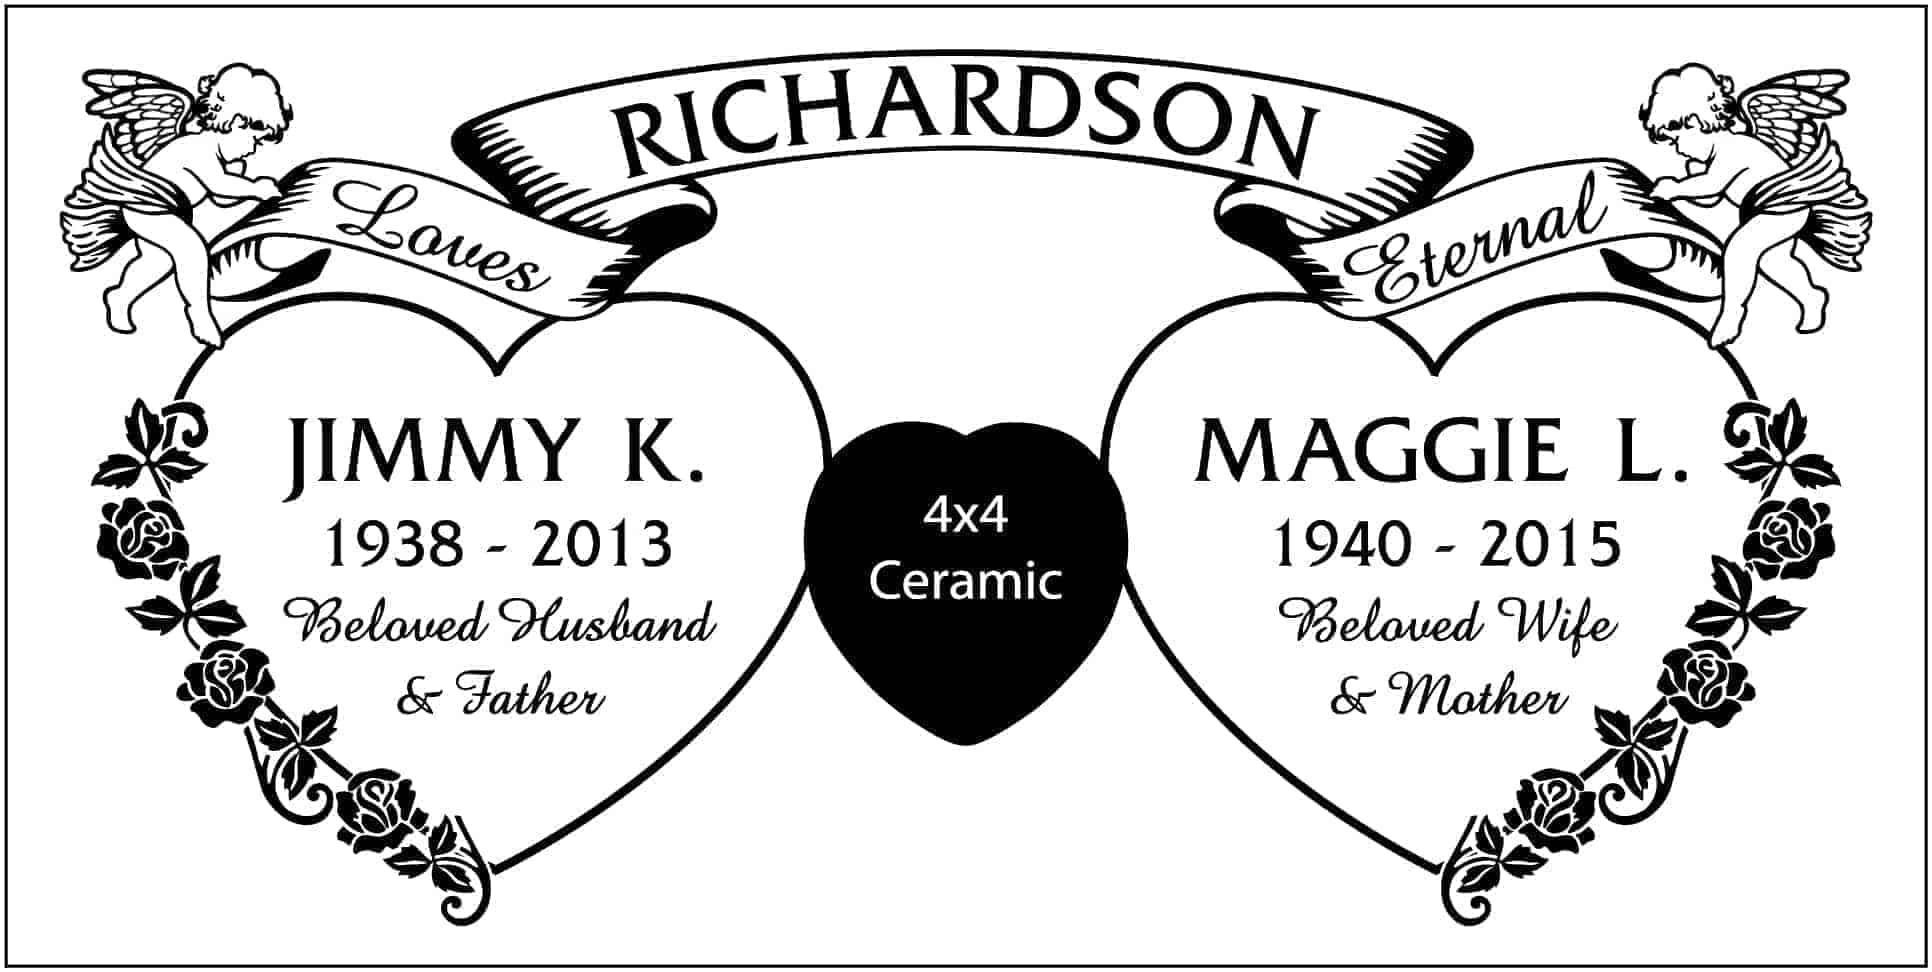 RICHARDSON
Loves
Eternal
JIMMY K.
1938 - 2013
Beloved Husband
& Father
4x4
Ceramic
MAGGIE L.
1940 - 2015
Beloved Wife
& Mother